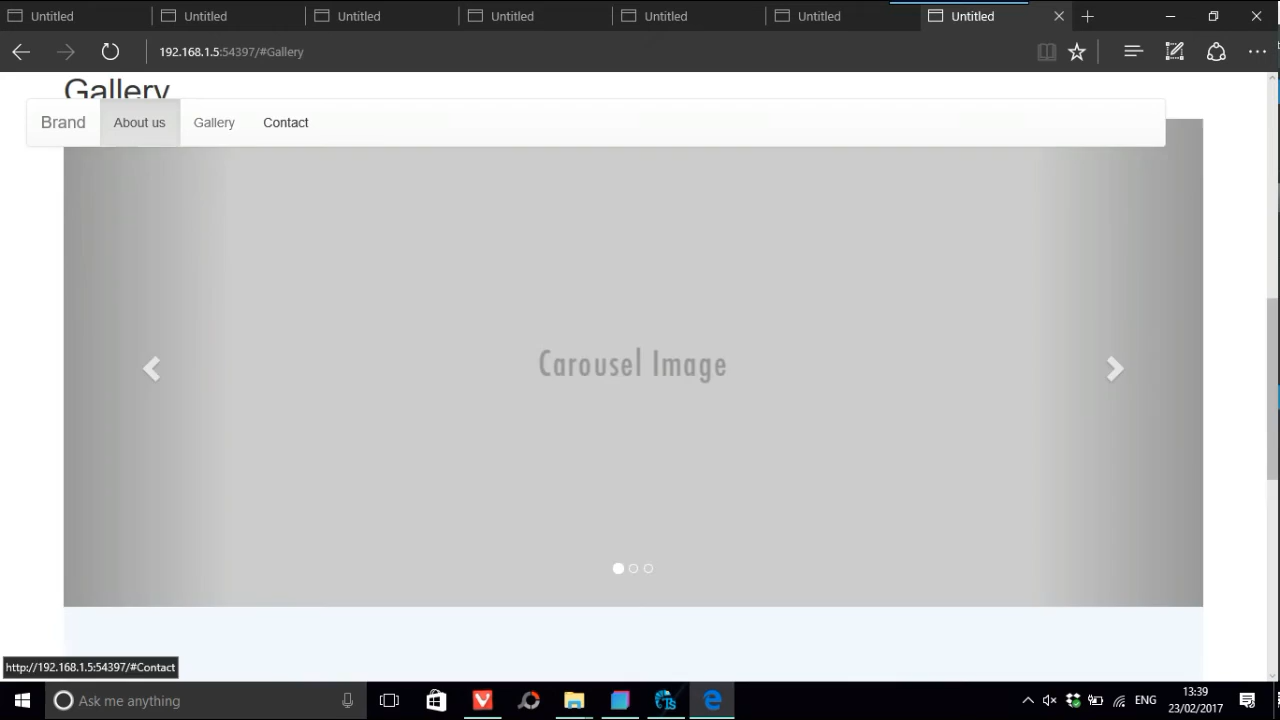 Untitled Untitled Untitled Untitled Untitled Untitled Untitled
192.168.1.5:54397/#Gallery
Gallery
Brand About us Gallery Contact
Carousel Image
http://192.168.1.5:54397/#Contact
Ask me anything
ENG
13:39
23/02/2017